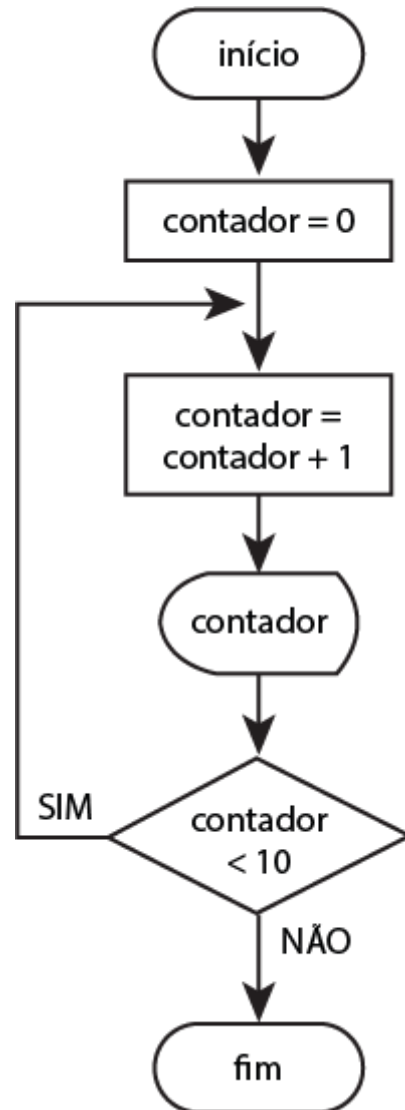 início
contador = 0
contador =
contador + 1
contador
SIM
contador
< 10
NÃO
fim